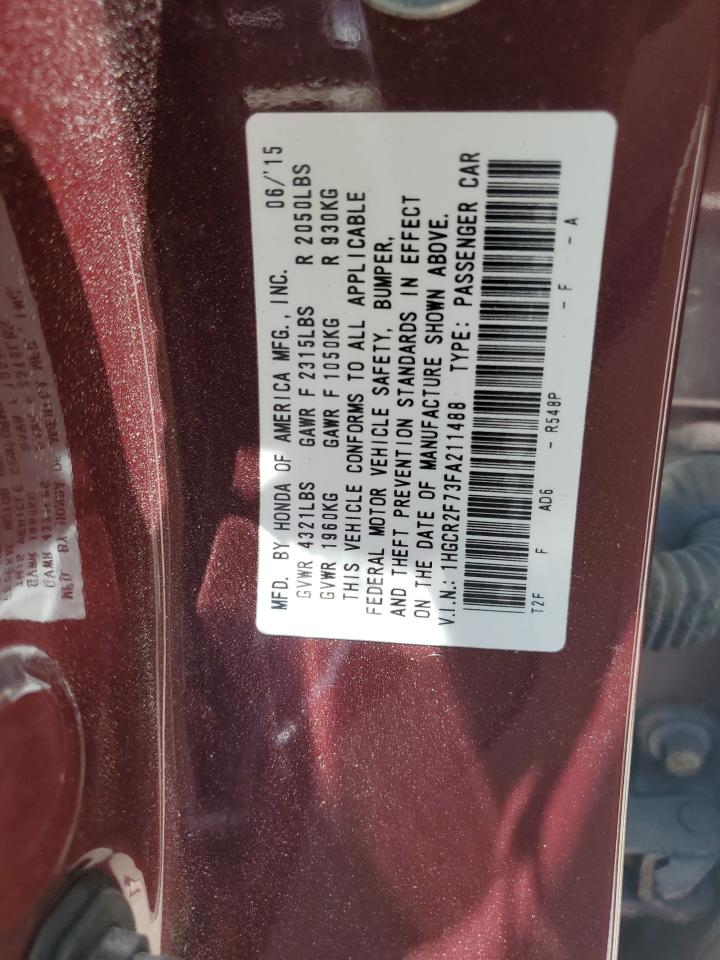 MFD. BY HONDA OF AMERICA MFG., INC. 06/'15
GVWR 4321LBS GAWR F 2315LBS R 2050LBS
GVWR 1960KG GAWR F 1050KG R 930KG
THIS VEHICLE CONFORMS TO ALL APPLICABLE
FEDERAL MOTOR VEHICLE SAFETY, BUMPER,
AND THEFT PREVENTION STANDARDS IN EFFECT
ON THE DATE OF MANUFACTURE SHOWN ABOVE.
V.I.N.: 1HGCR2F73FA211488 TYPE: PASSENGER CAR
T2F F AD6 - R548P - F - A